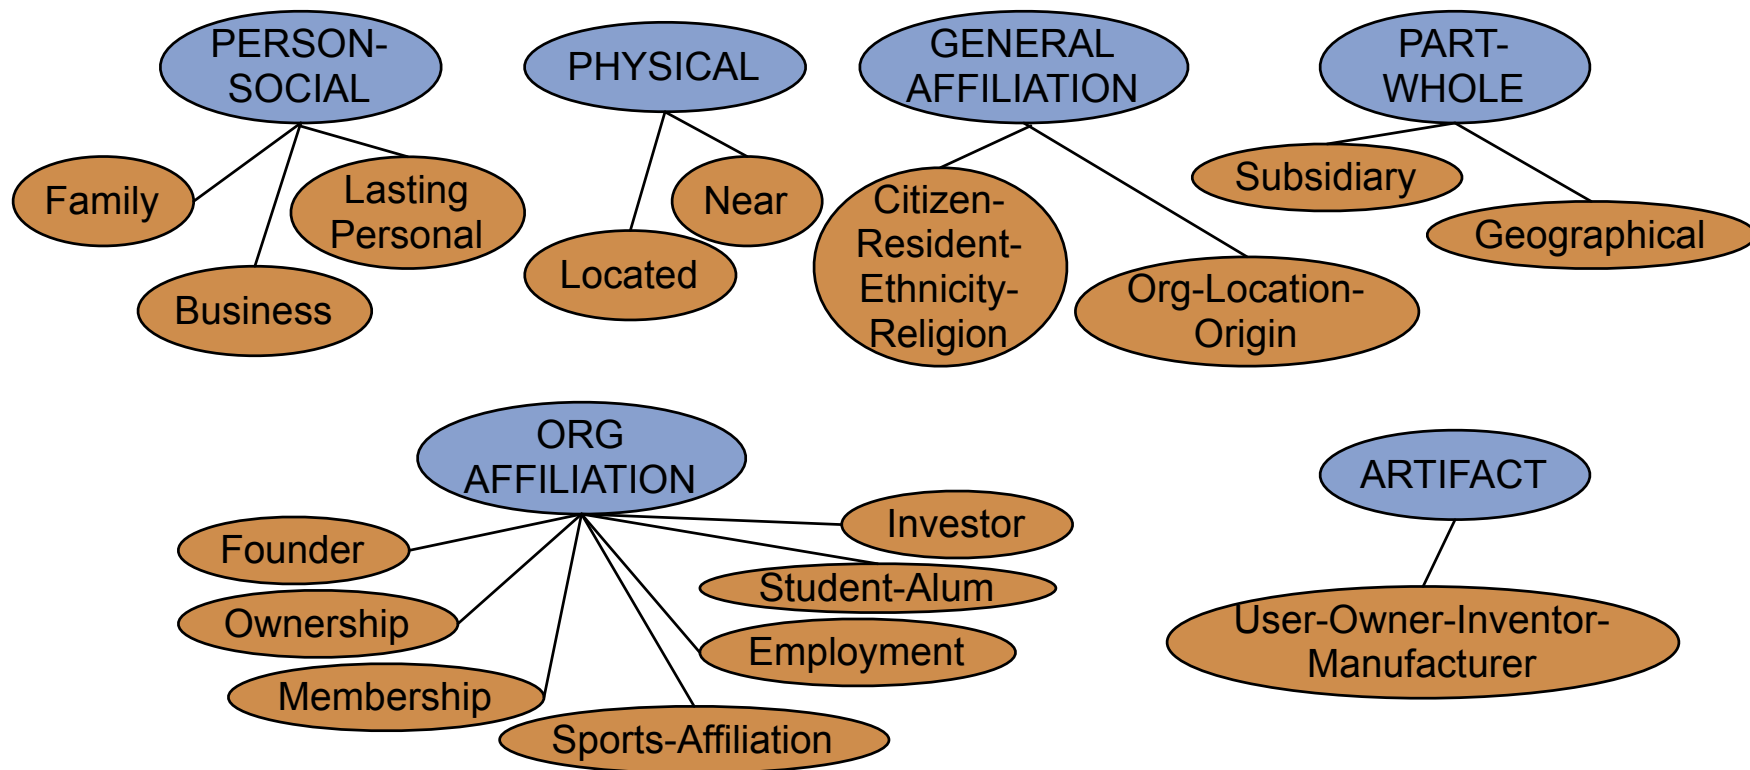 PERSON-
SOCIAL
PHYSICAL
GENERAL
AFFILIATION
PART-
WHOLE
Family
Lasting
Personal
Business
Near
Located
Citizen-
Resident-
Ethnicity-
Religion
Org-Location-
Origin
Subsidiary
Geographical
ORG
AFFILIATION
Founder
Ownership
Membership
Sports-Affiliation
Employment
Student-Alum
Investor
ARTIFACT
User-Owner-Inventor-
Manufacturer